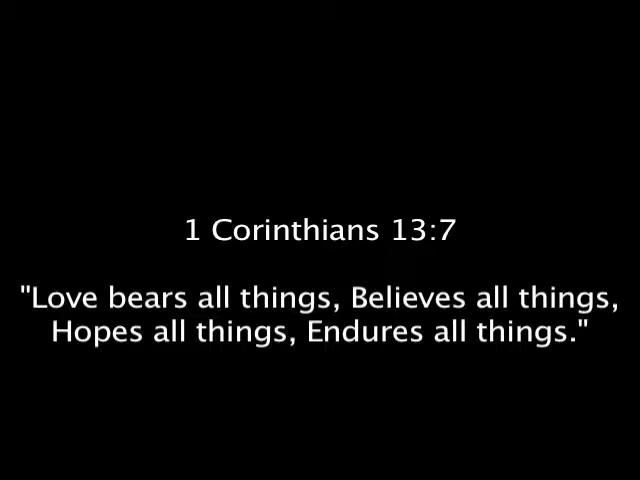 1 Corinthians 13:7
"Love bears all things, Believes all things,
Hopes all things, Endures all things."